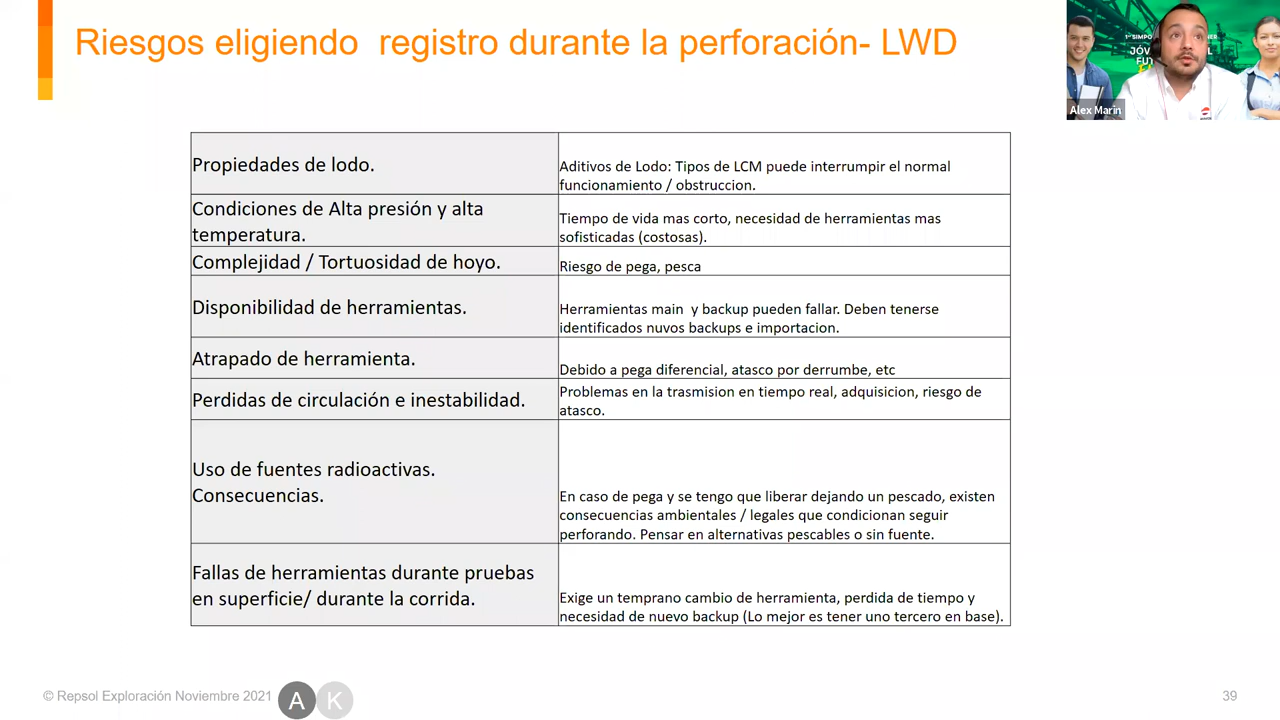 Riesgos eligiendo registro durante la perforación- LWD
Alex Marin
Propiedades de lodo.
Aditivos de Lodo: Tipos de LCM puede interrumpir el normal
funcionamiento / obstruccion.
Condiciones de Alta presión y alta
temperatura.
Tiempo de vida mas corto, necesidad de herramientas mas
sofisticadas (costosas).
Complejidad / Tortuosidad de hoyo.
Riesgo de pega, pesca
Disponibilidad de herramientas.
Herramientas main y backup pueden fallar. Deben tenerse
identificados nuvos backups e importacion.
Atrapado de herramienta.
Debido a pega diferencial, atasco por derrumbe, etc
Perdidas de circulación e inestabilidad.
Problemas en la trasmision en tiempo real, adquisicion, riesgo de
atasco.
Uso de fuentes radioactivas.
Consecuencias.
En caso de pega y se tengo que liberar dejando un pescado, existen
consecuencias ambientales / legales que condicionan seguir
perforando. Pensar en alternativas pescables o sin fuente.
Fallas de herramientas durante pruebas
en superficie/ durante la corrida.
Exige un temprano cambio de herramienta, perdida de tiempo y
necesidad de nuevo backup (Lo mejor es tener uno tercero en base).
© Repsol Exploración Noviembre 2021
A K
39